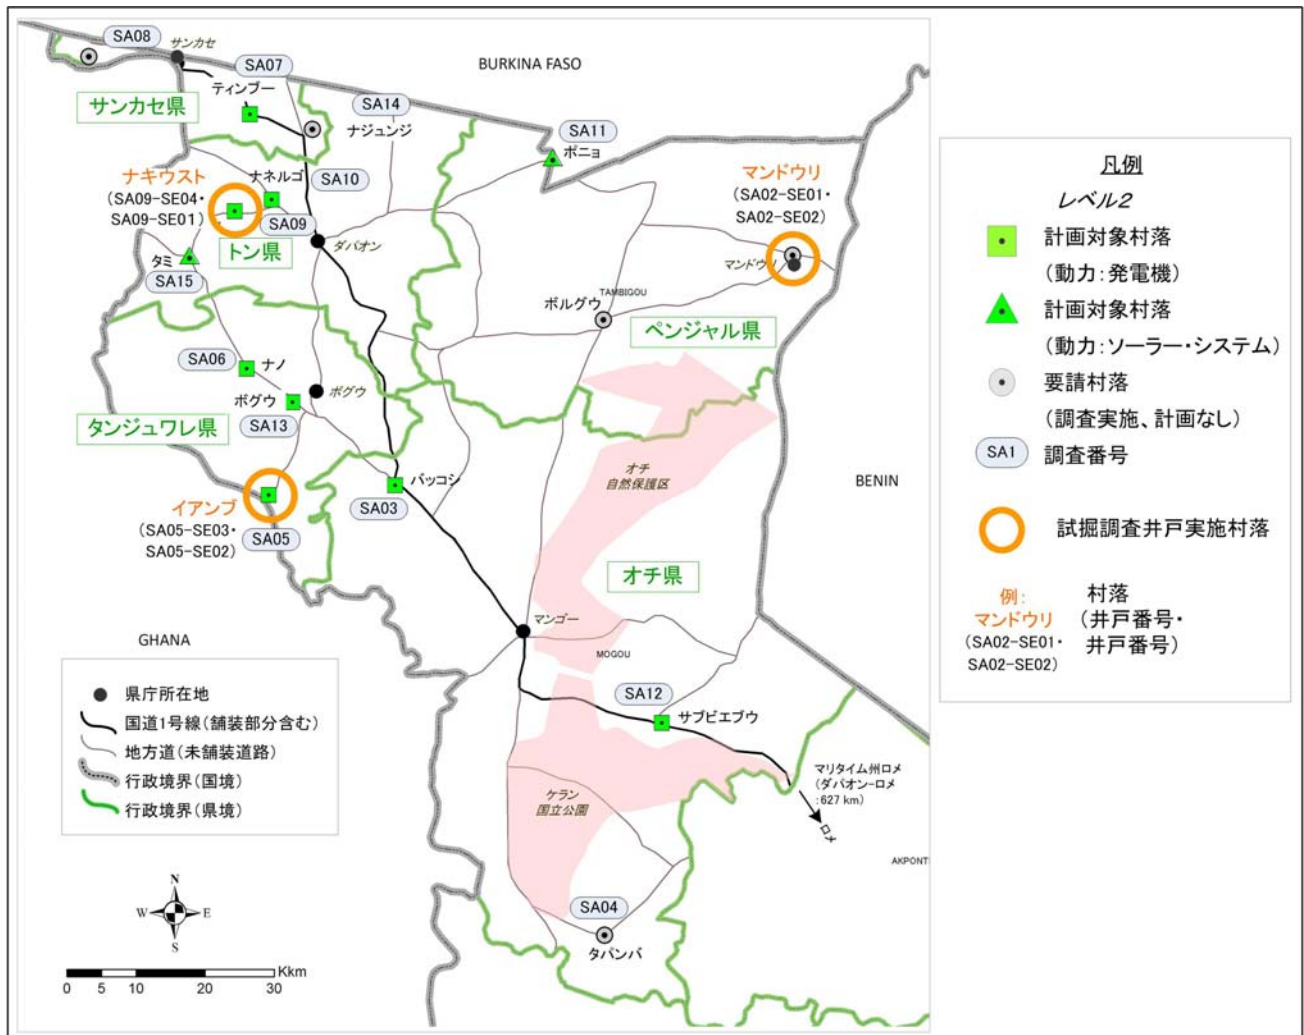 SA08
サンカセ
SA07
BURKINA FASO
ティンブー
サンカセ県
SA14
ナジュンジ
SA11
ポニョ
ナキウスト
(SA09-SE04・
SA09-SE01)
ナネルゴ
SA10
SA09
トン県
ダパオン
タミ
SA15
マンドウリ
(SA02-SE01・
SA02-SE02)
マンドウリ
TAMBIGOU
ボルグウ
ペンジャル県
SA06
ナノ
ボグウ
ボグウ
SA13
タンジュワレ県
イアンブ
(SA05-SE03・
SA05-SE02)
SA05
バッコシ
SA03
オチ
自然保護区
BENIN
オチ県
GHANA
マンゴー
MOGOU
SA12
サブビエブウ
マリタイム州ロメ
(ダパオン-ロメ
:627 km)
ロメ
ケラン
国立公園
AKPONT
SA04
タパンバ
県庁所在地
国道1号線(舗装部分含む)
地方道(未舗装道路)
行政境界(国境)
行政境界(県境)
N
W E
S
Kkm
0 5 10 20 30
凡例
レベル2
計画対象村落
(動力:発電機)
計画対象村落
(動力:ソーラー・システム)
要請村落
(調査実施、計画なし)
SA1 調査番号
試掘調査井戸実施村落
例:
マンドウリ
(SA02-SE01・
SA02-SE02)
村落
(井戸番号・
井戸番号)